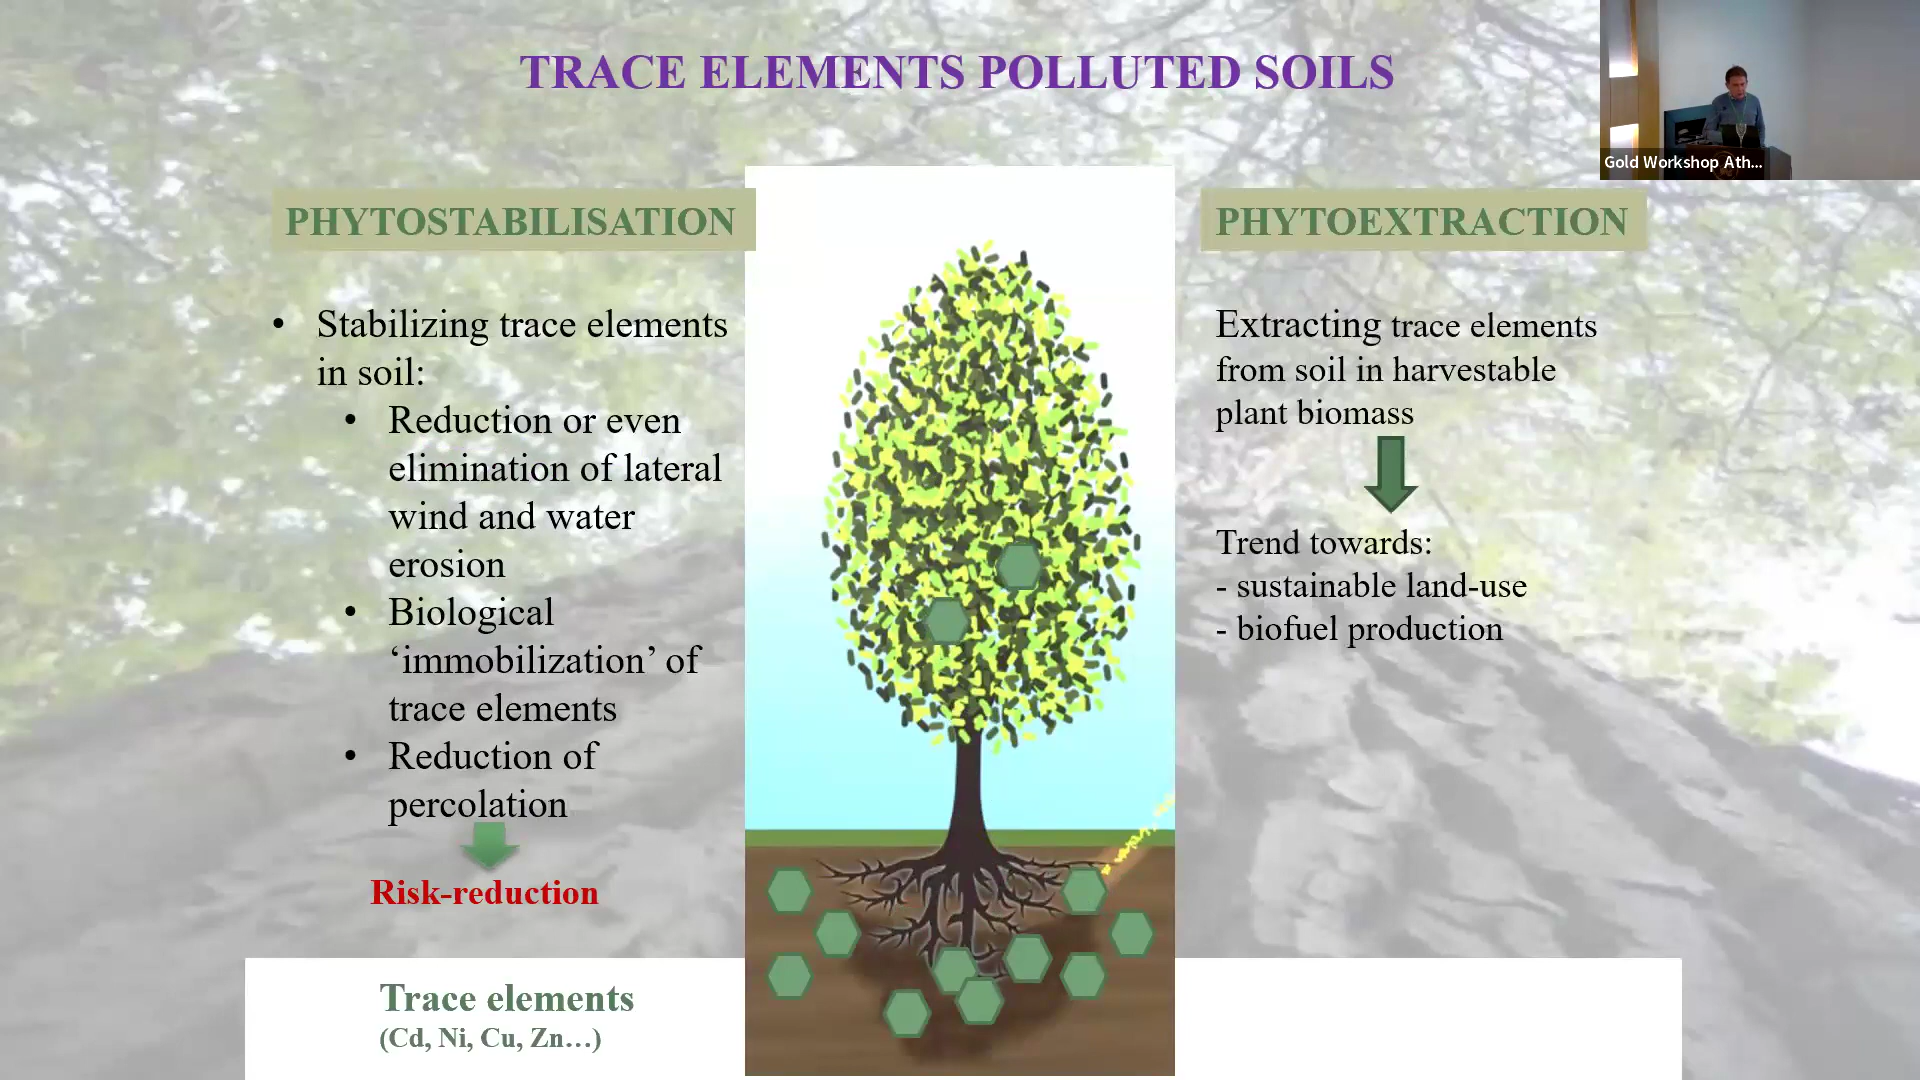 TRACE ELEMENTS POLLUTED SOILS
Gold Workshop Ath...
PHYTOSTABILISATION
• Stabilizing trace elements
in soil:
• Reduction or even
elimination of lateral
wind and water
erosion
• Biological
‘immobilization’ of
trace elements
• Reduction of
percolation
Risk-reduction
Trace elements
(Cd, Ni, Cu, Zn…)
PHYTOEXTRACTION
Extracting trace elements
from soil in harvestable
plant biomass
Trend towards:
- sustainable land-use
- biofuel production